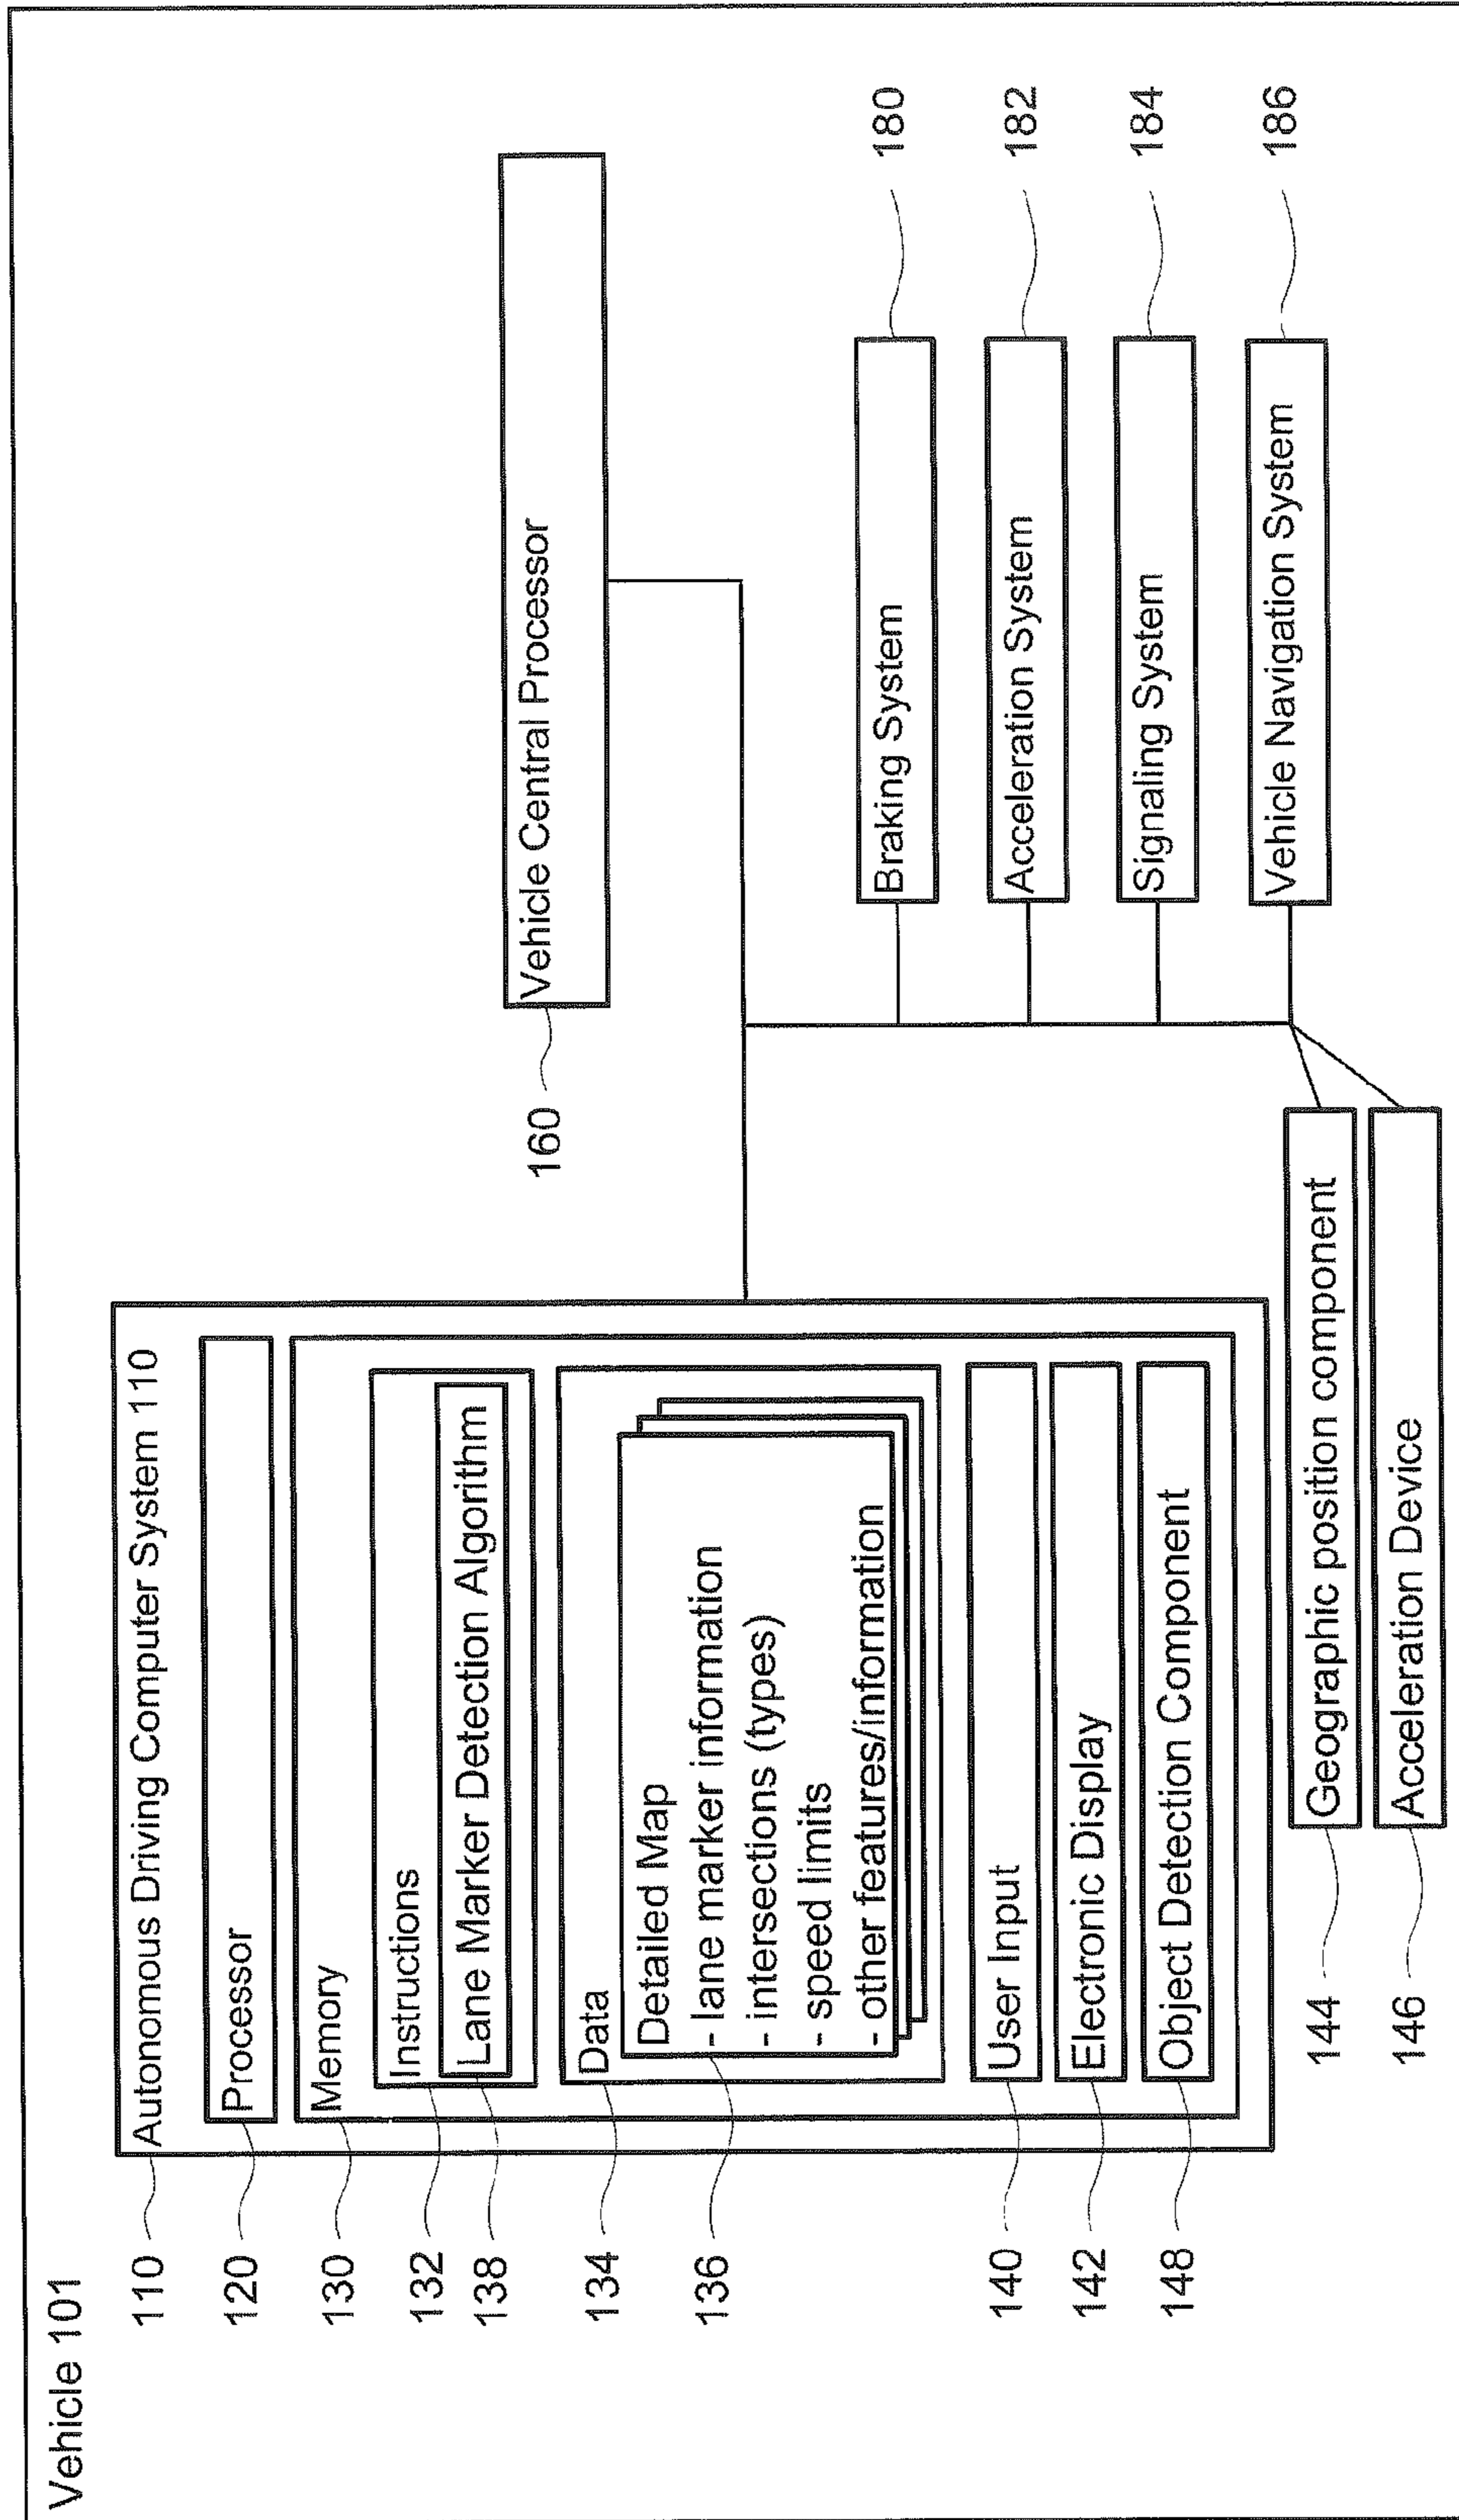 Vehicle 101
110
Autonomous Driving Computer System 110
120
Processor
130
Memory
132
Instructions
138
Lane Marker Detection Algorithm
134
Data
136
Detailed Map
- lane marker information
- intersections (types)
- speed limits
- other features/information
140
User Input
142
Electronic Display
148
Object Detection Component
144
Geographic position component
146
Acceleration Device
160
Vehicle Central Processor
Braking System
180
Acceleration System
182
Signaling System
184
Vehicle Navigation System
186